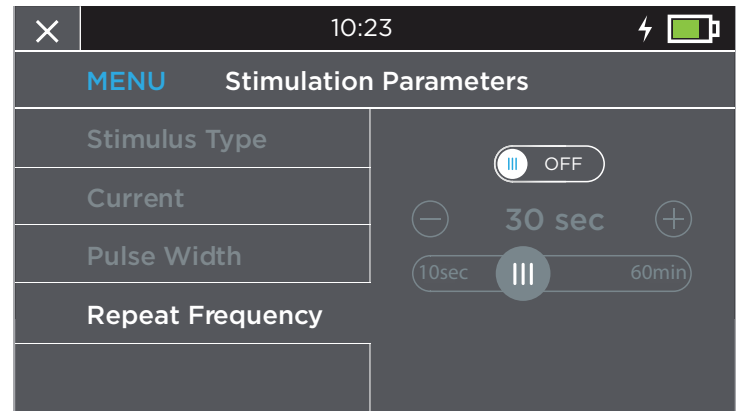 10:23
MENU Stimulation Parameters
Stimulus Type
Current
Pulse Width
Repeat Frequency
OFF
30 sec
10sec 60min